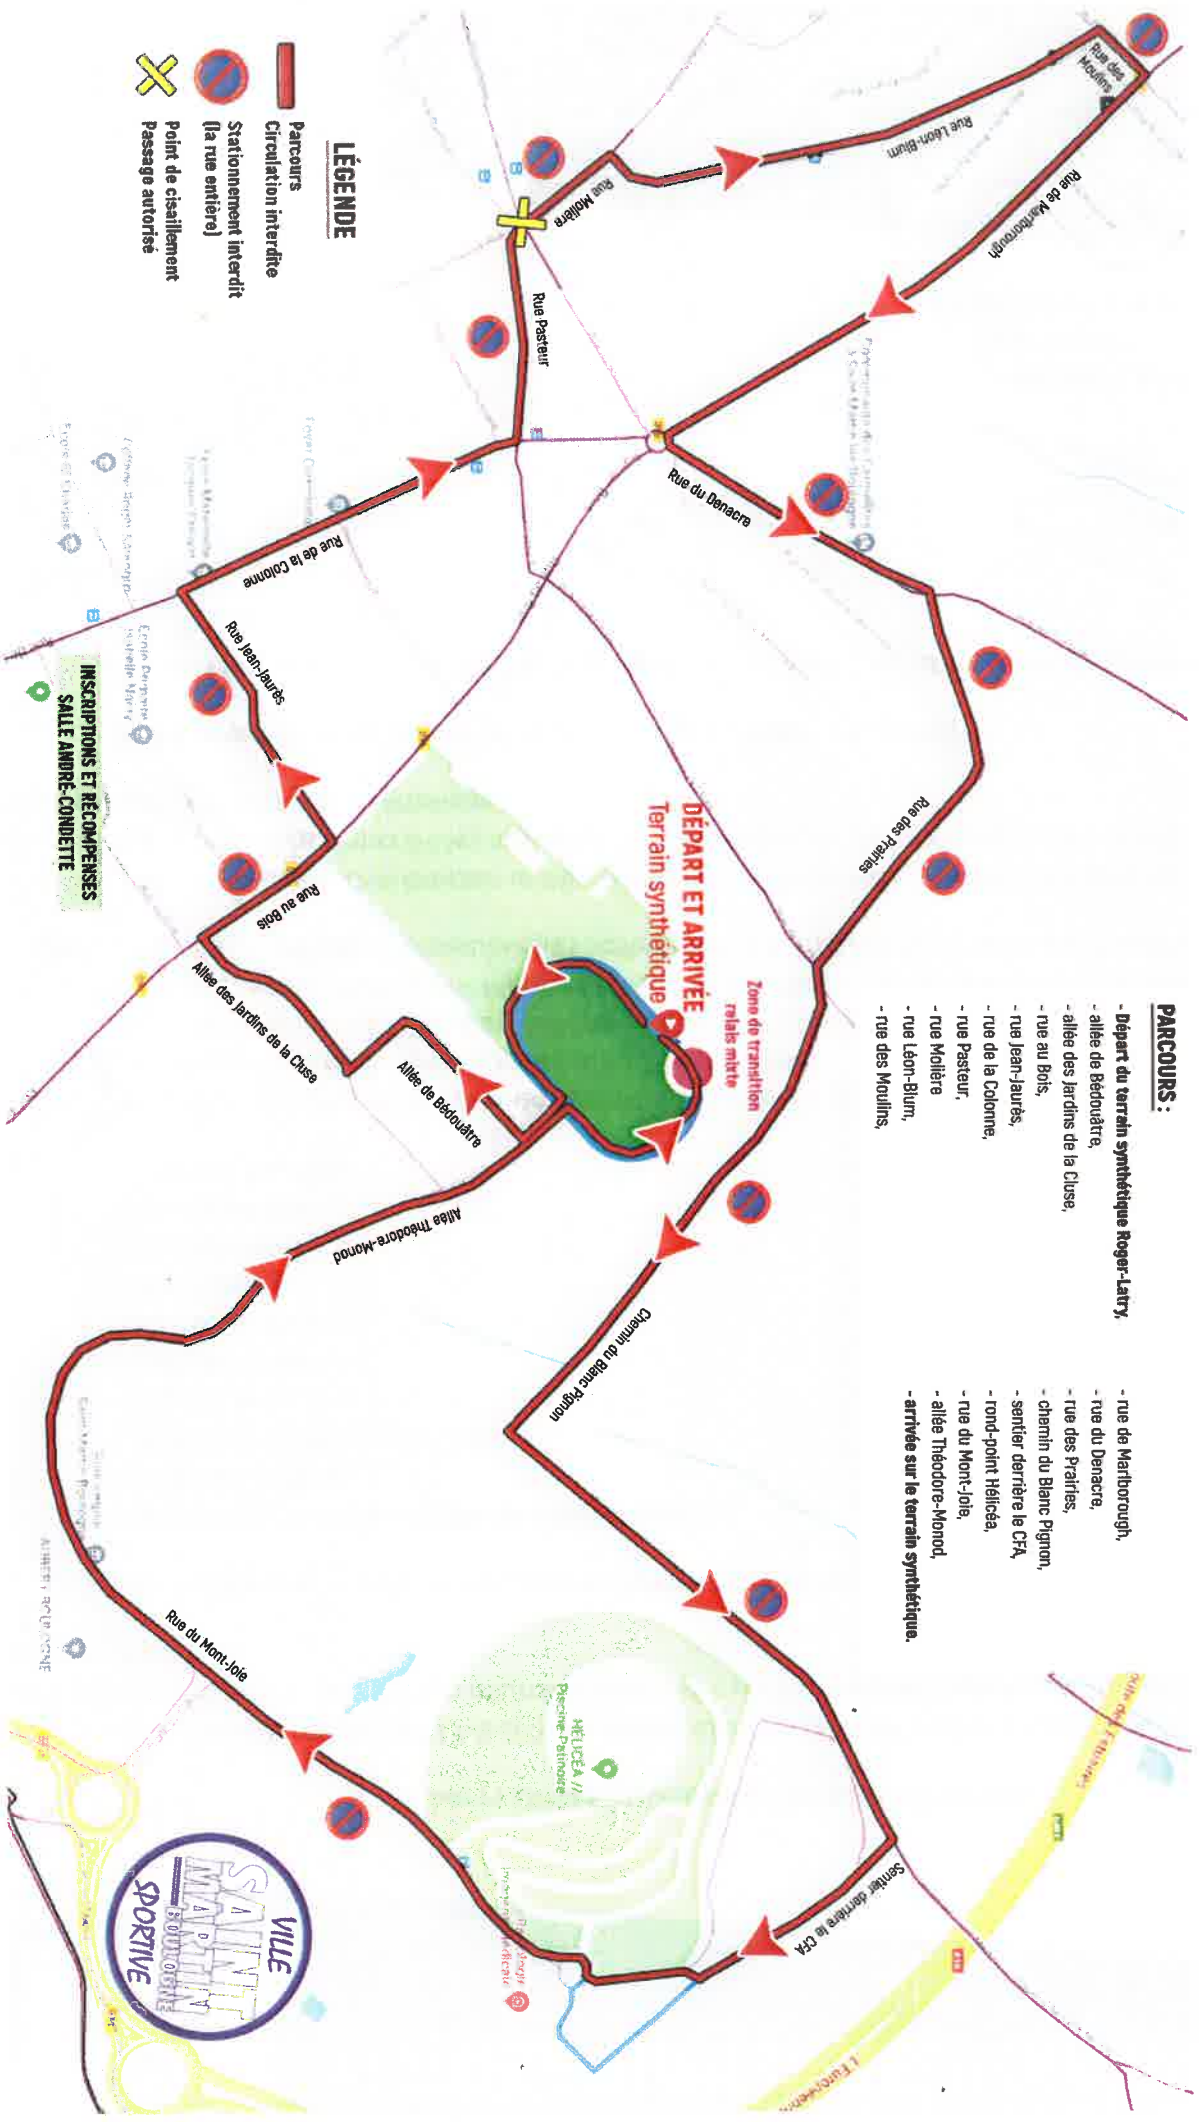 PARCOURS :
- Départ du terrain synthétique Roger-Latry,
- allée de Bédouâtre,
- allée des Jardins de la Cluse,
- rue au Bois,
- rue Jean-Jaurès,
- rue de la Colonne,
- rue Pasteur,
- rue Molière
- rue Léon-Blum,
- rue des Moulins,
- rue de Marlborough,
- rue du Denacre,
- rue des Prairies,
- chemin du Blanc Pignon,
- sentier derrière le CFA,
- rond-point Hélicéa,
- rue du Mont-Joie,
- allée Théodore-Monod,
- arrivée sur le terrain synthétique.
Rue des
Moulins
Rue Léon-Blum
Rue de Marlborough
Rue Molière
Rue Pasteur
Rue du Denacre
Rue des Prairies
Rue de la Colonne
Rue Jean-Jaurès
Rue au Bois
Allée des Jardins de la Cluse
Allée de Bédouâtre
Allée Théodore-Monod
Chemin du Blanc Pignon
Sentier derrière le CFA
Rue du Mont-Joie
DÉPART ET ARRIVÉE
Terrain synthétique
Zone de transition
relais mixte
HÉLICÉA //
Piscine-Patinoire
INSCRIPTIONS ET RÉCOMPENSES
SALLE ANDRÉ-CONDETTE
LÉGENDE
Parcours
Circulation interdite
Stationnement interdit
(la rue entière)
Point de cisaillement
Passage autorisé
VILLE
SAINT
MARTIN
BOULOGNE
SPORTIVE